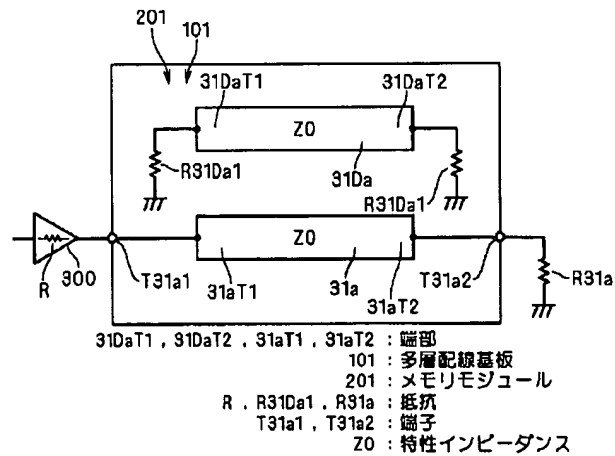 201 101
31DaT1 31DaT2
Z0
R31Da1 31Da R31Da1
Z0
R 300 T31a1 31aT1 31a 31aT2 T31a2 R31a
31DaT1 , 31DaT2 , 31aT1 , 31aT2 : 端部
101 : 多層配線基板
201 : メモリモジュール
R , R31Da1 , R31a : 抵抗
T31a1 , T31a2 : 端子
Z0 : 特性インピーダンス